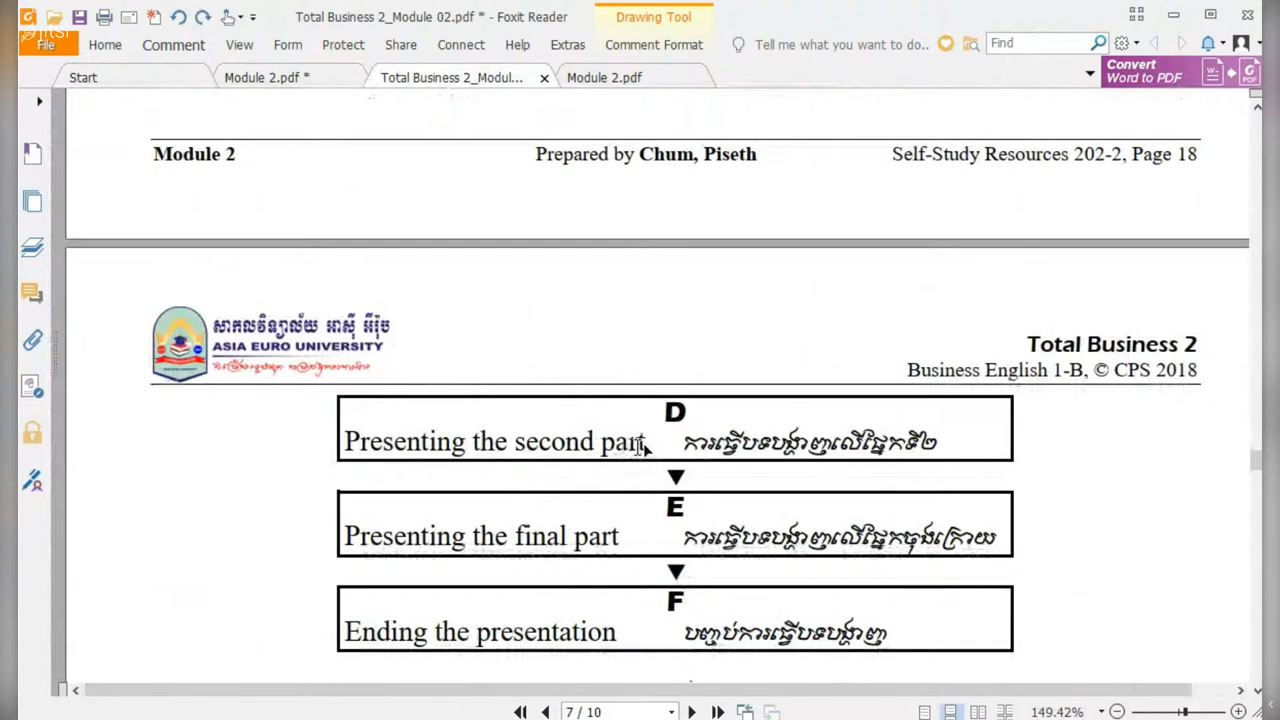 Total Business 2_Module 02.pdf * - Foxit Reader
Drawing Tool
File
Home
Comment
View
Form
Protect
Share
Connect
Help
Extras
Comment Format
Tell me what you want to do..
Find
Start
Module 2.pdf *
Total Business 2_Modul...
Module 2.pdf
Convert
Word to PDF
Module 2
Prepared by Chum, Piseth
Self-Study Resources 202-2, Page 18
សាកលវិទ្យាល័យ អាស៊ី អឺរ៉ុប
ASIA EURO UNIVERSITY
Total Business 2
Business English 1-B, © CPS 2018
D
Presenting the second part ការធ្វើបទបង្ហាញលើផ្នែកទី២
E
Presenting the final part ការធ្វើបទបង្ហាញលើផ្នែកចុងក្រោយ
F
Ending the presentation បញ្ចប់ការធ្វើបទបង្ហាញ
7 / 10
149.42%